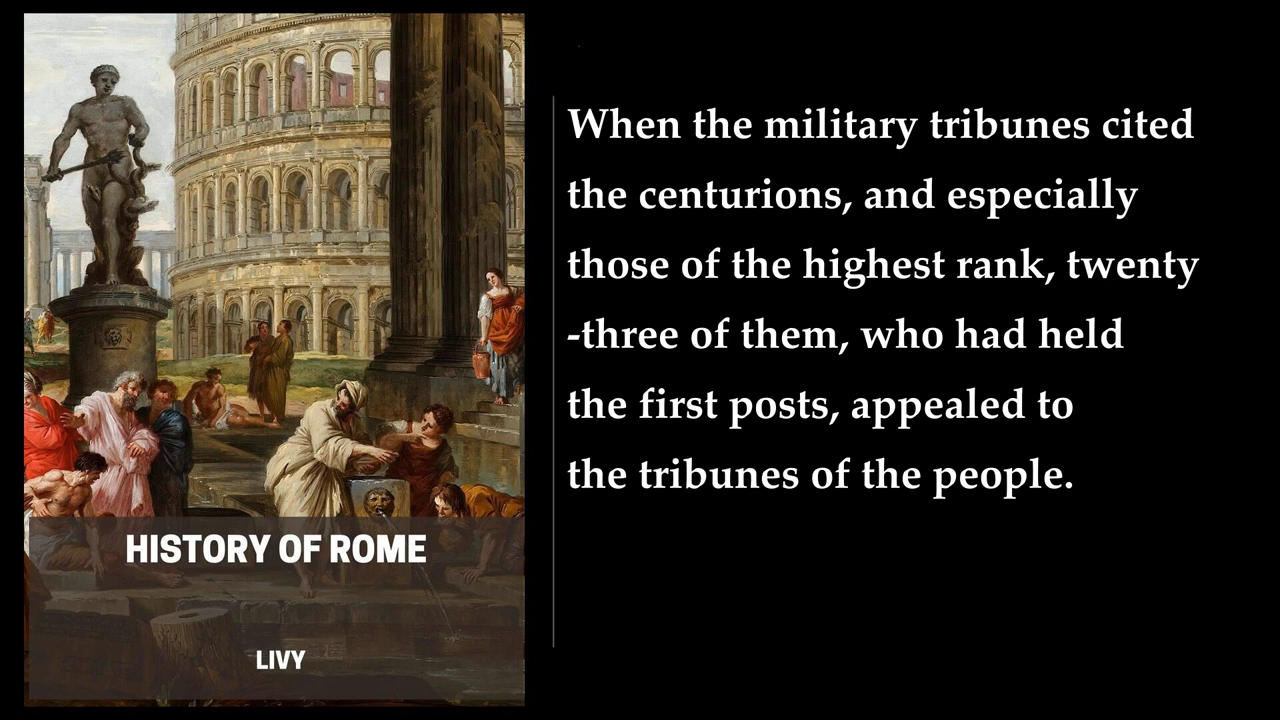 HISTORY OF ROME
LIVY
When the military tribunes cited
the centurions, and especially
those of the highest rank, twenty
-three of them, who had held
the first posts, appealed to
the tribunes of the people.